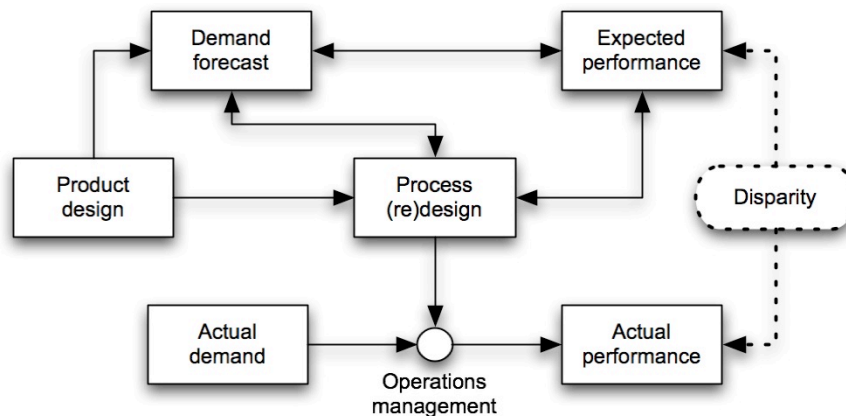 Demand
forecast
Expected
performance
Product
design
Process
(re)design
Disparity
Actual
demand
Actual
performance
Operations
management